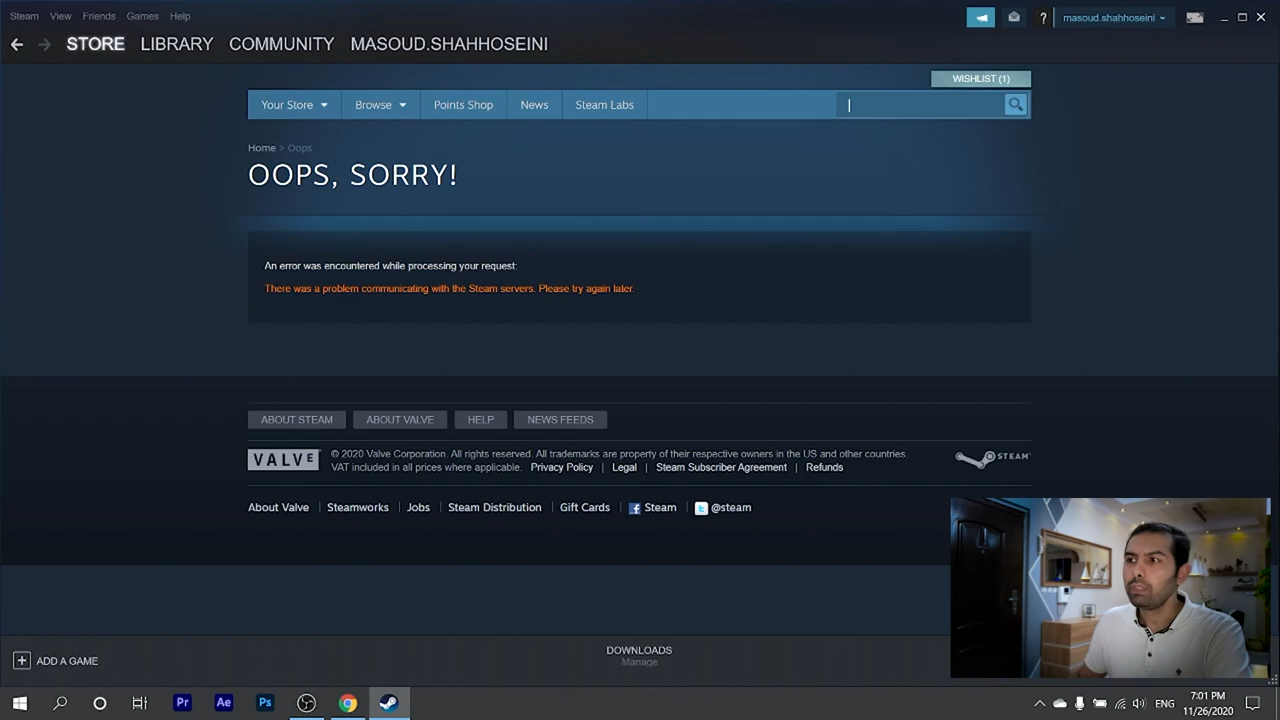 Steam View Friends Games Help
? masoud.shahhoseini
STORE LIBRARY COMMUNITY MASOUD.SHAHHOSEINI
WISHLIST (1)
Your Store Browse Points Shop News Steam Labs
Home > Oops
OOPS, SORRY!
An error was encountered while processing your request:
There was a problem communicating with the Steam servers. Please try again later.
ABOUT STEAM ABOUT VALVE HELP NEWS FEEDS
VALVE
© 2020 Valve Corporation. All rights reserved. All trademarks are property of their respective owners in the US and other countries.
VAT included in all prices where applicable. Privacy Policy | Legal | Steam Subscriber Agreement | Refunds
STEAM
About Valve | Steamworks | Jobs | Steam Distribution | Gift Cards | Steam | @steam
+ ADD A GAME
DOWNLOADS
Manage
Pr Ae Ps
ENG
7:01 PM
11/26/2020